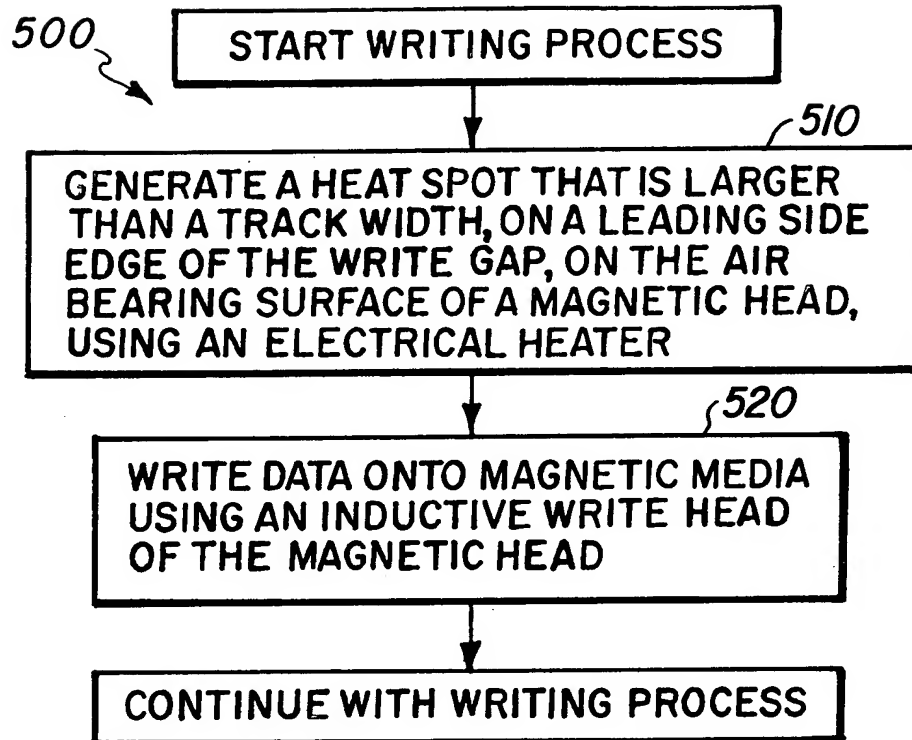 500
START WRITING PROCESS
510
GENERATE A HEAT SPOT THAT IS LARGER
THAN A TRACK WIDTH, ON A LEADING SIDE
EDGE OF THE WRITE GAP, ON THE AIR
BEARING SURFACE OF A MAGNETIC HEAD,
USING AN ELECTRICAL HEATER
520
WRITE DATA ONTO MAGNETIC MEDIA
USING AN INDUCTIVE WRITE HEAD
OF THE MAGNETIC HEAD
CONTINUE WITH WRITING PROCESS